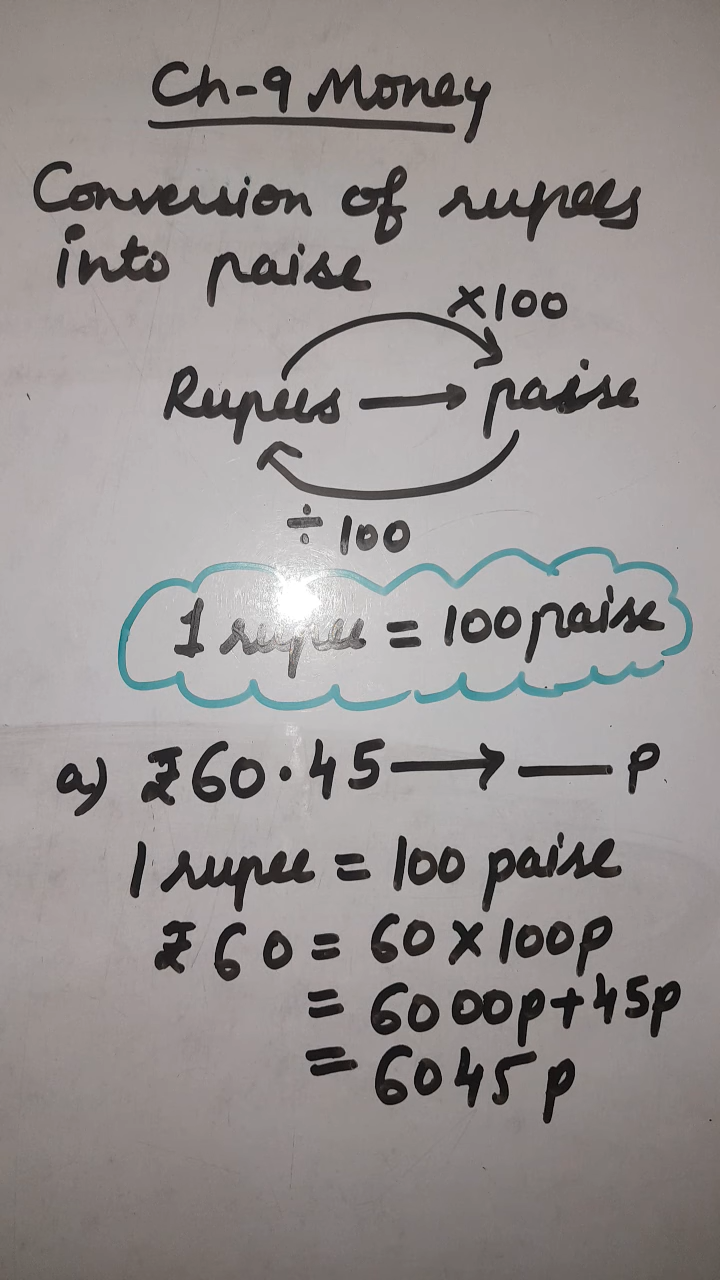 Ch-9 Money
Conversion of rupees
into paise
×100
Rupees → paise
÷100
1 rupee = 100 paise
a) ₹60.45 → __ P
1 rupee = 100 paise
₹60 = 60 × 100p
= 6000p + 45p
= 6045p